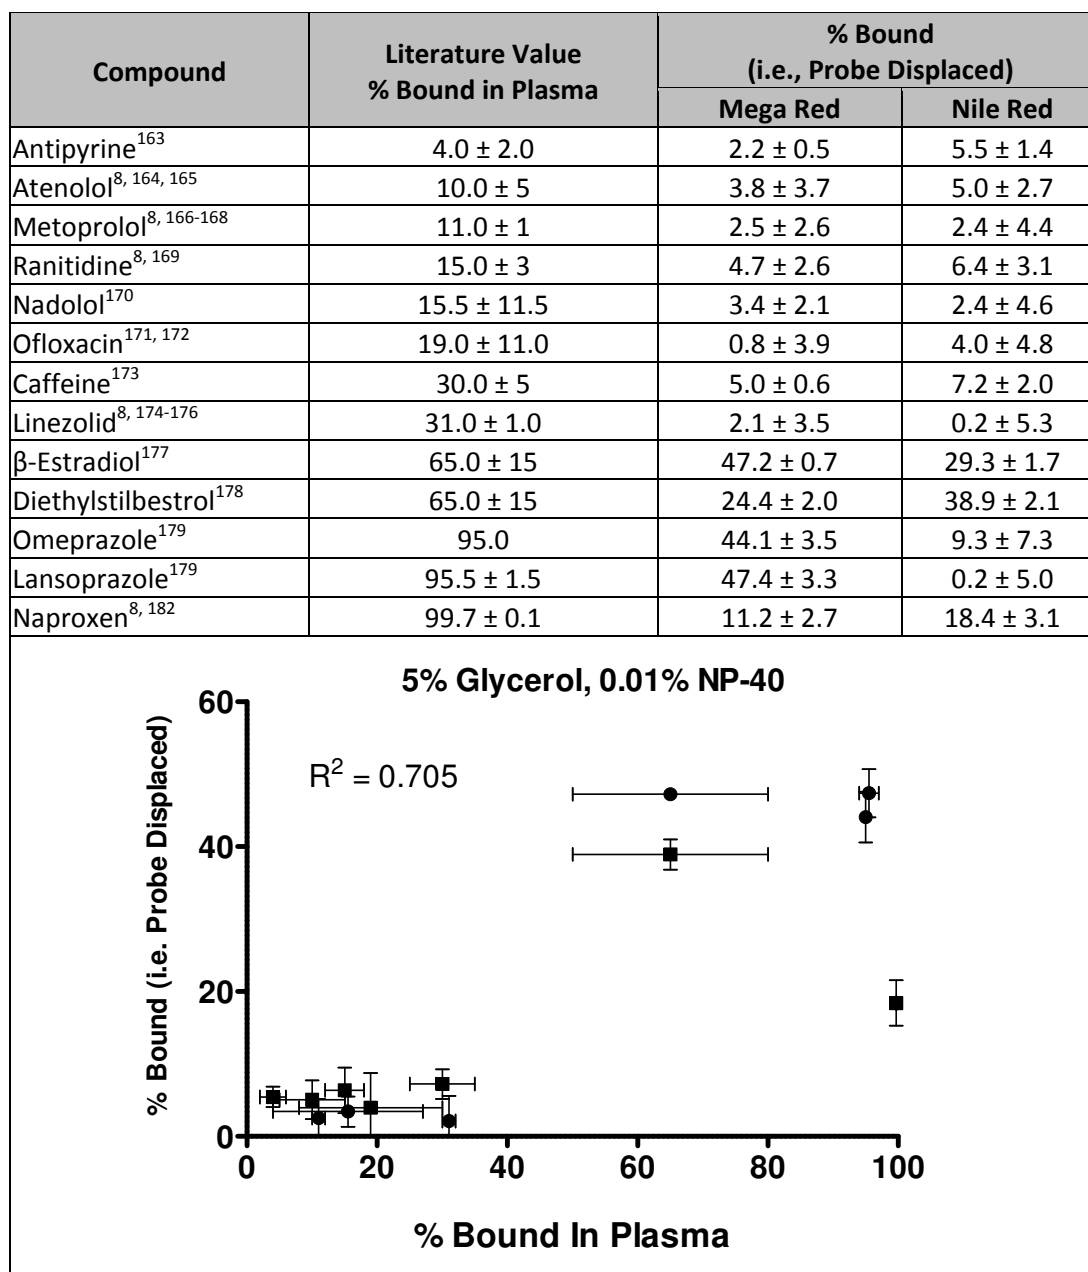 Compound
Literature Value
% Bound in Plasma
% Bound
(i.e., Probe Displaced)
Mega Red Nile Red
Antipyrine163 4.0 ± 2.0 2.2 ± 0.5 5.5 ± 1.4
Atenolol8, 164, 165 10.0 ± 5 3.8 ± 3.7 5.0 ± 2.7
Metoprolol8, 166-168 11.0 ± 1 2.5 ± 2.6 2.4 ± 4.4
Ranitidine8, 169 15.0 ± 3 4.7 ± 2.6 6.4 ± 3.1
Nadolol170 15.5 ± 11.5 3.4 ± 2.1 2.4 ± 4.6
Ofloxacin171, 172 19.0 ± 11.0 0.8 ± 3.9 4.0 ± 4.8
Caffeine173 30.0 ± 5 5.0 ± 0.6 7.2 ± 2.0
Linezolid8, 174-176 31.0 ± 1.0 2.1 ± 3.5 0.2 ± 5.3
β-Estradiol177 65.0 ± 15 47.2 ± 0.7 29.3 ± 1.7
Diethylstilbestrol178 65.0 ± 15 24.4 ± 2.0 38.9 ± 2.1
Omeprazole179 95.0 44.1 ± 3.5 9.3 ± 7.3
Lansoprazole179 95.5 ± 1.5 47.4 ± 3.3 0.2 ± 5.0
Naproxen8, 182 99.7 ± 0.1 11.2 ± 2.7 18.4 ± 3.1
5% Glycerol, 0.01% NP-40
% Bound (i.e. Probe Displaced)
60
R2 = 0.705
40
20
0
0 20 40 60 80 100
% Bound In Plasma